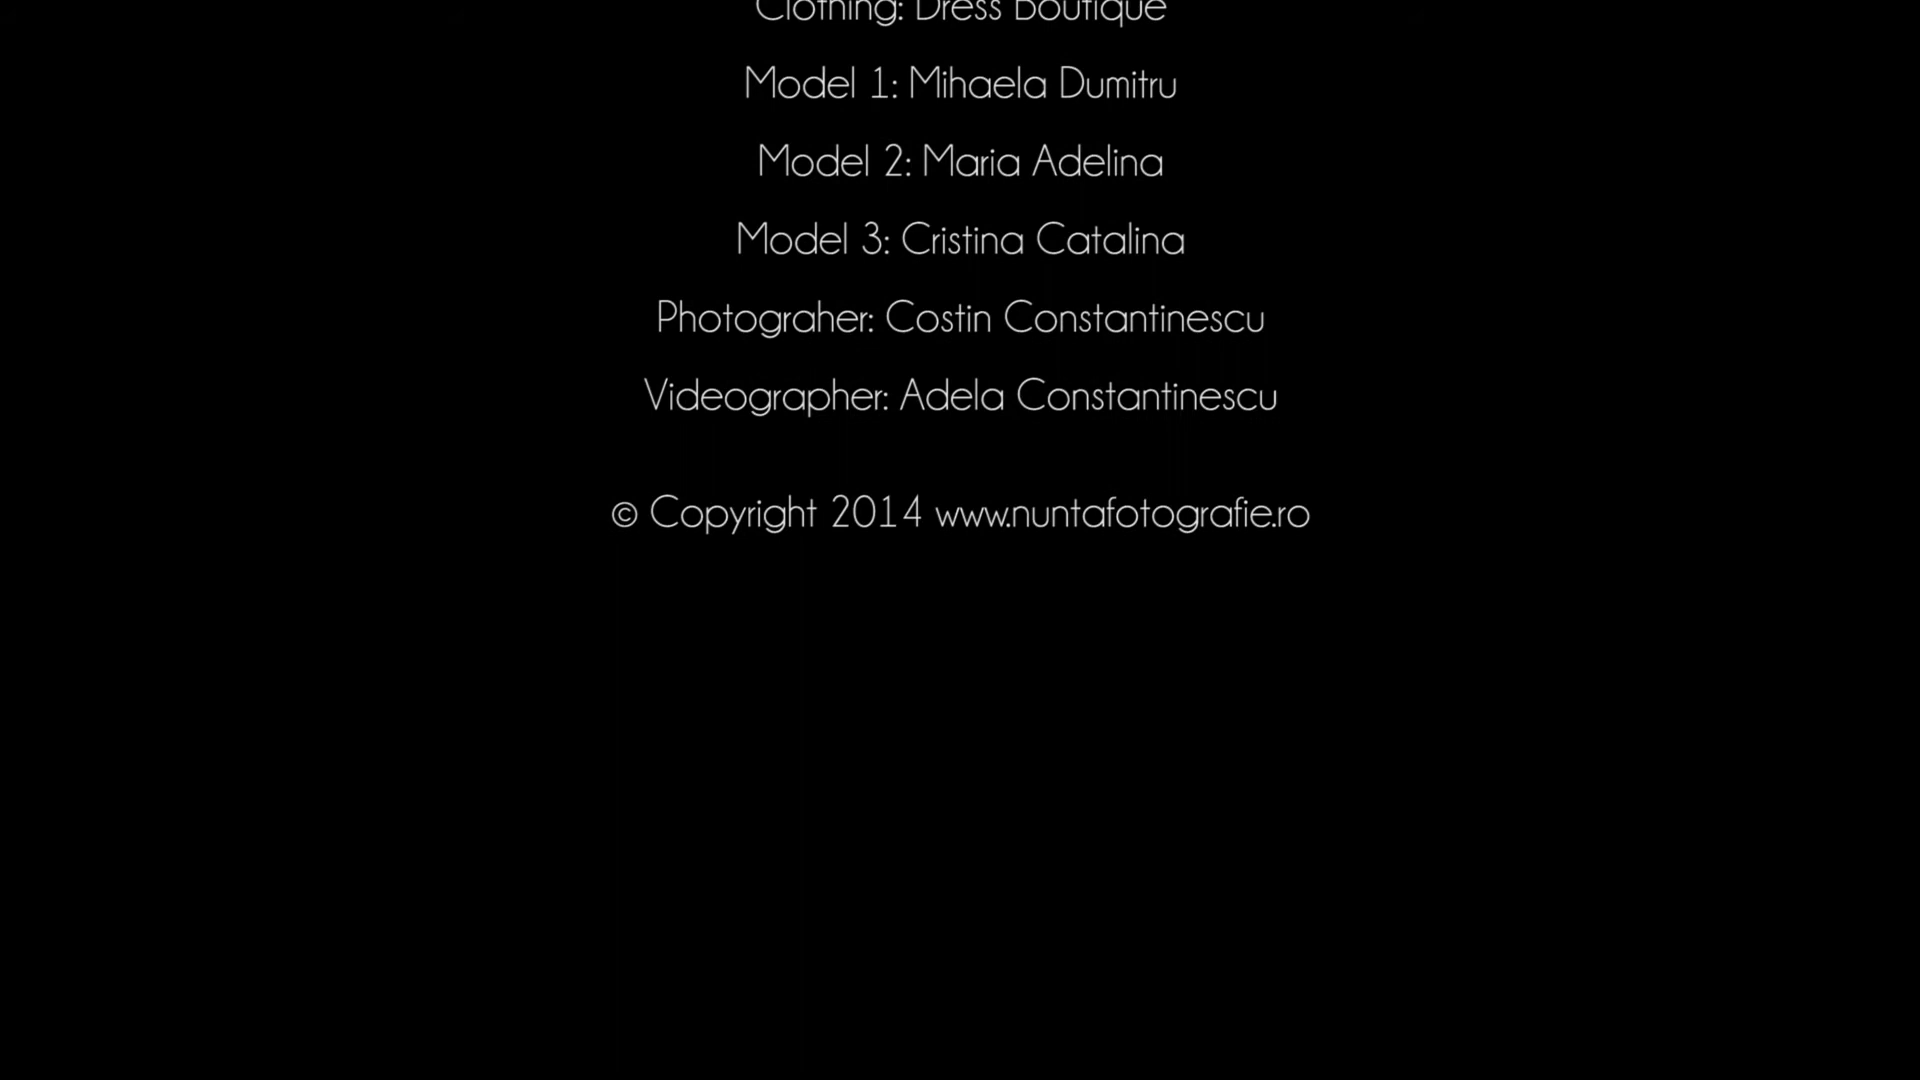 Clothing: Dress Boutique
Model 1: Mihaela Dumitru
Model 2: Maria Adelina
Model 3: Cristina Catalina
Photograher: Costin Constantinescu
Videographer: Adela Constantinescu
© Copyright 2014 www.nuntafotografie.ro